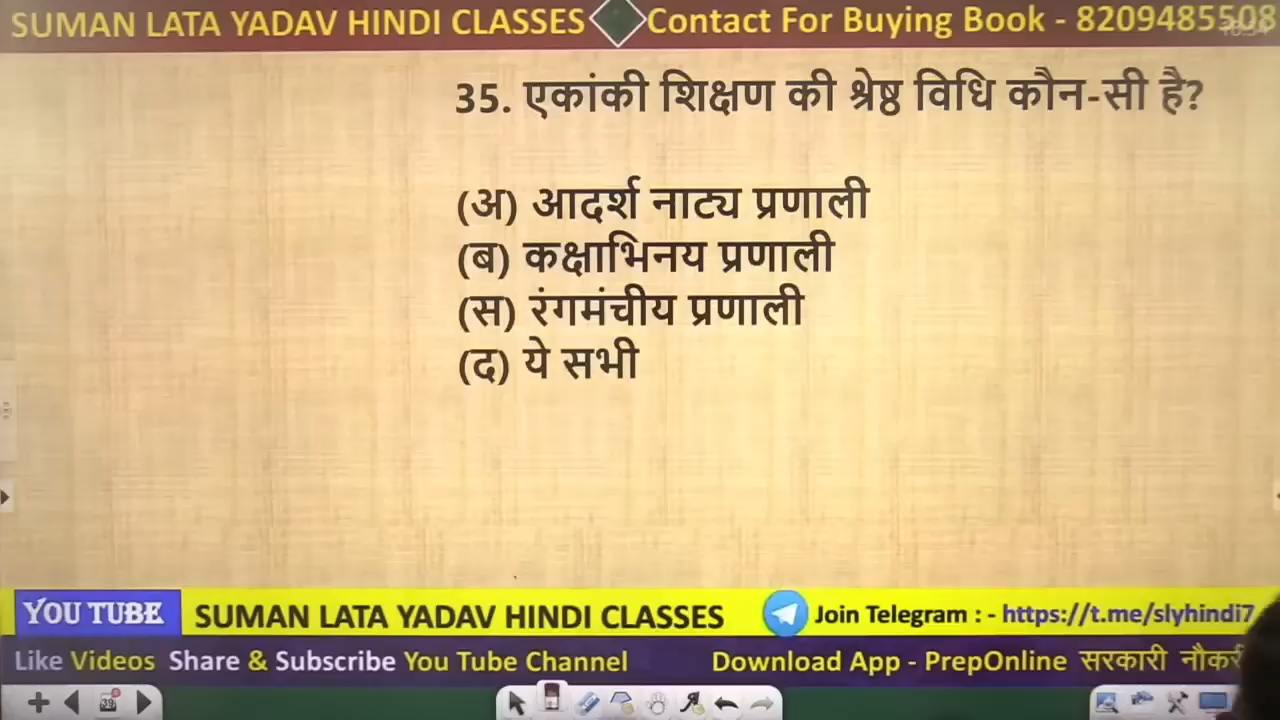 SUMAN LATA YADAV HINDI CLASSES Contact For Buying Book - 8209485508
35. एकांकी शिक्षण की श्रेष्ठ विधि कौन-सी है?
(अ) आदर्श नाट्य प्रणाली
(ब) कक्षाभिनय प्रणाली
(स) रंगमंचीय प्रणाली
(द) ये सभी
YOU TUBE SUMAN LATA YADAV HINDI CLASSES Join Telegram : - https://t.me/slyhindi7
Like Videos Share & Subscribe You Tube Channel Download App - PrepOnline सरकारी
39